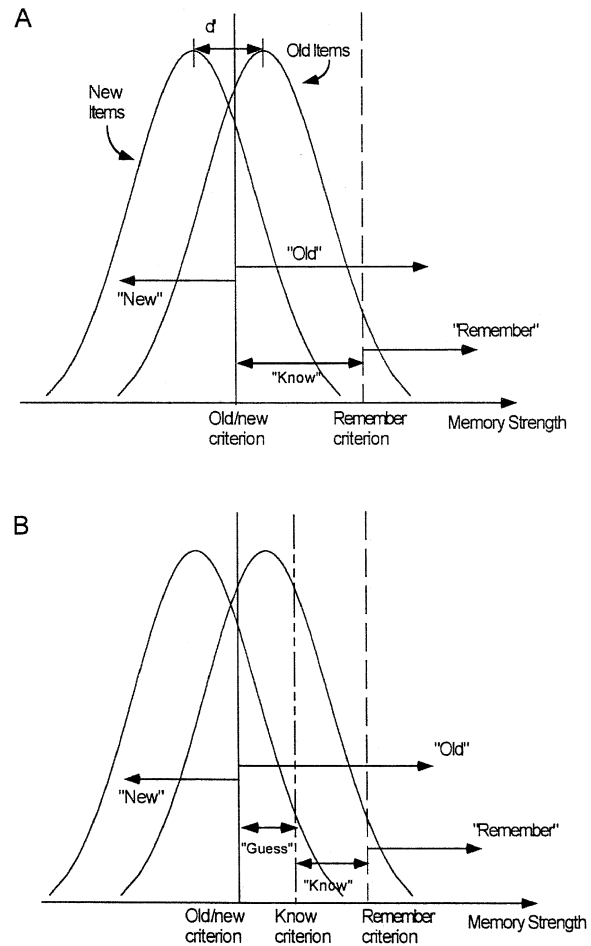 A
d'
Old Items
New
Items
"Old"
"New"
"Remember"
"Know"
Old/new
criterion
Remember
criterion
Memory Strength
B
"Old"
"New"
"Remember"
"Guess"
"Know"
Old/new
criterion
Know
criterion
Remember
criterion
Memory Strength